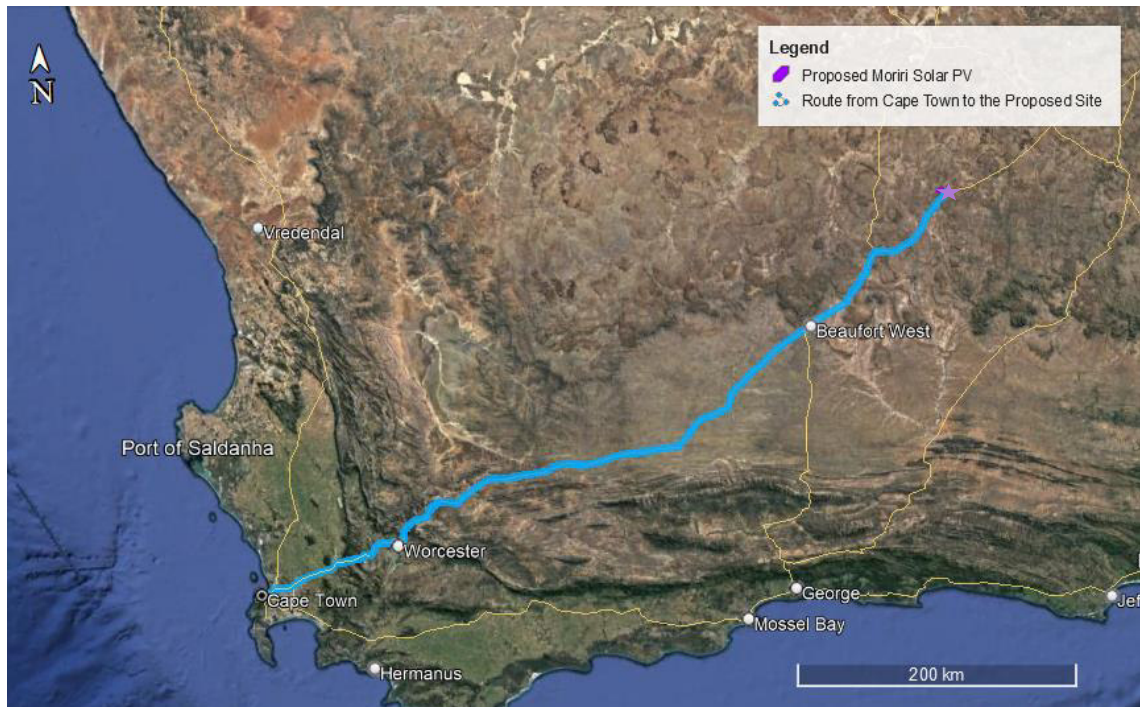 Legend
Proposed Moriri Solar PV
Route from Cape Town to the Proposed Site
N
Vredendal
Beaufort West
Port of Saldanha
Worcester
Cape Town
George
Jef
Mossel Bay
Hermanus
200 km